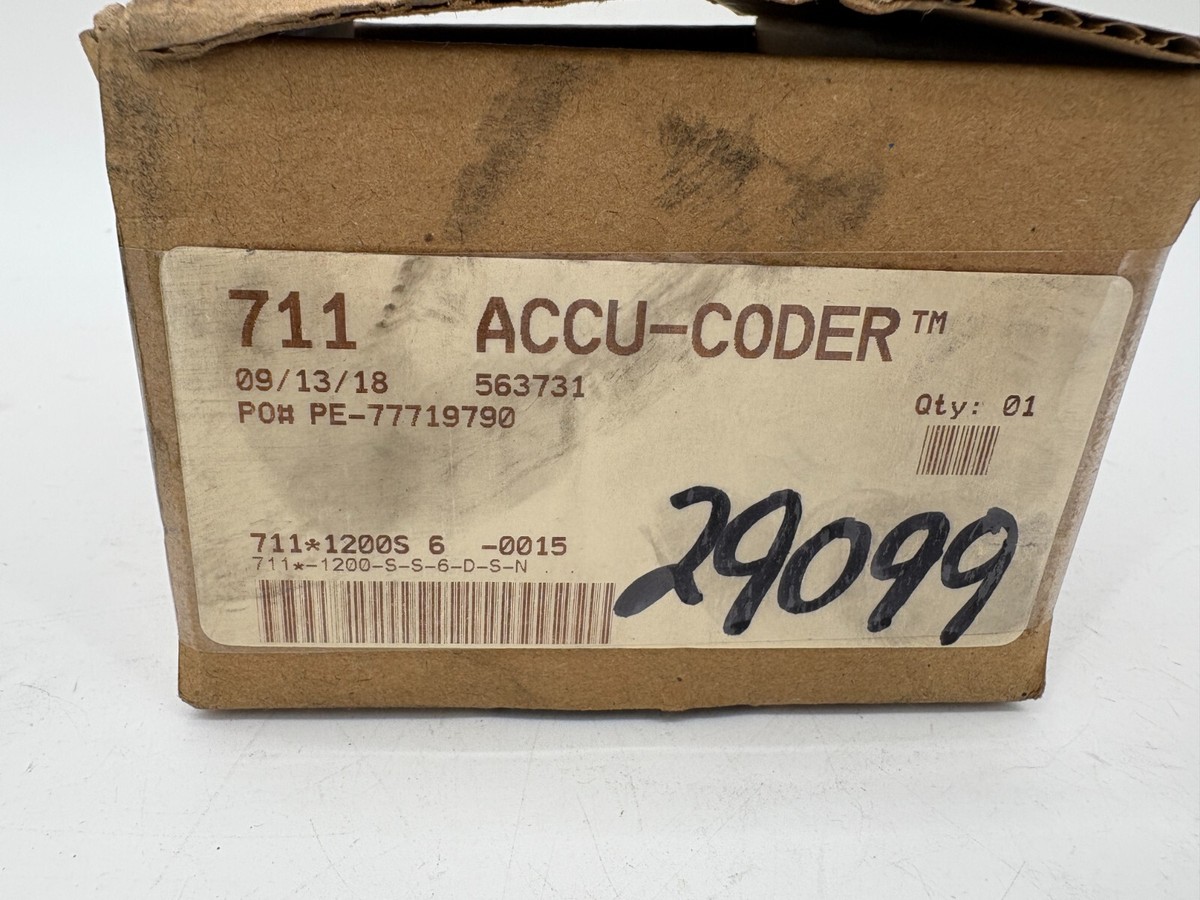 711 ACCU-CODER™
09/13/18 563731
PO# PE-77719790
Qty: 01
711*1200S 6 -0015
711*-1200-S-S-6-D-S-N . .
29099